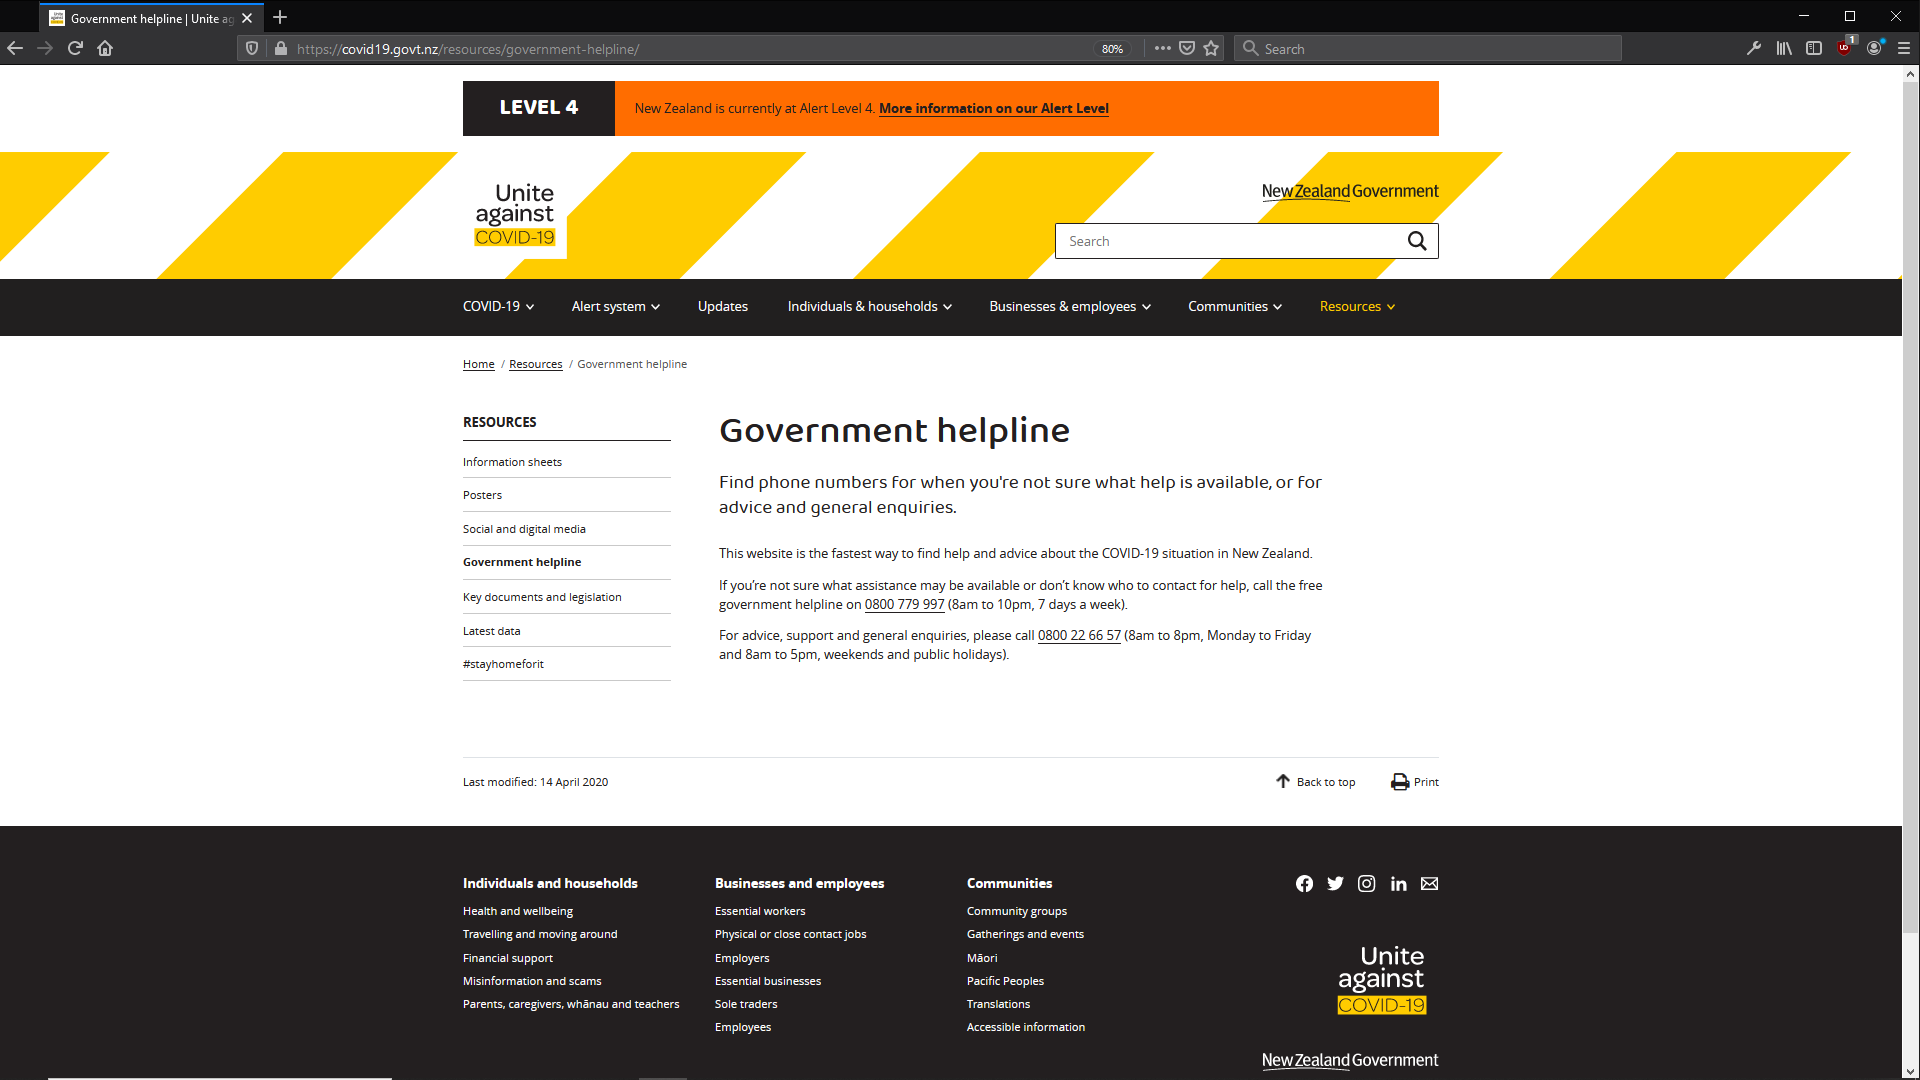 Government helpline | Unite ag
https://covid19.govt.nz/resources/government-helpline/
80%
Search
1
LEVEL 4
New Zealand is currently at Alert Level 4. More information on our Alert Level
Unite
against
COVID-19
New Zealand Government
Search
COVID-19
Alert system
Updates
Individuals & households
Businesses & employees
Communities
Resources
Home / Resources / Government helpline
RESOURCES
Information sheets
Posters
Social and digital media
Government helpline
Key documents and legislation
Latest data
#stayhomeforit
Government helpline
Find phone numbers for when you're not sure what help is available, or for
advice and general enquiries.
This website is the fastest way to find help and advice about the COVID-19 situation in New Zealand.
If you’re not sure what assistance may be available or don’t know who to contact for help, call the free
government helpline on 0800 779 997 (8am to 10pm, 7 days a week).
For advice, support and general enquiries, please call 0800 22 66 57 (8am to 8pm, Monday to Friday
and 8am to 5pm, weekends and public holidays).
Last modified: 14 April 2020
Back to top
Print
Individuals and households
Health and wellbeing
Travelling and moving around
Financial support
Misinformation and scams
Parents, caregivers, whānau and teachers
Businesses and employees
Essential workers
Physical or close contact jobs
Employers
Essential businesses
Sole traders
Employees
Communities
Community groups
Gatherings and events
Māori
Pacific Peoples
Translations
Accessible information
Unite
against
COVID-19
New Zealand Government